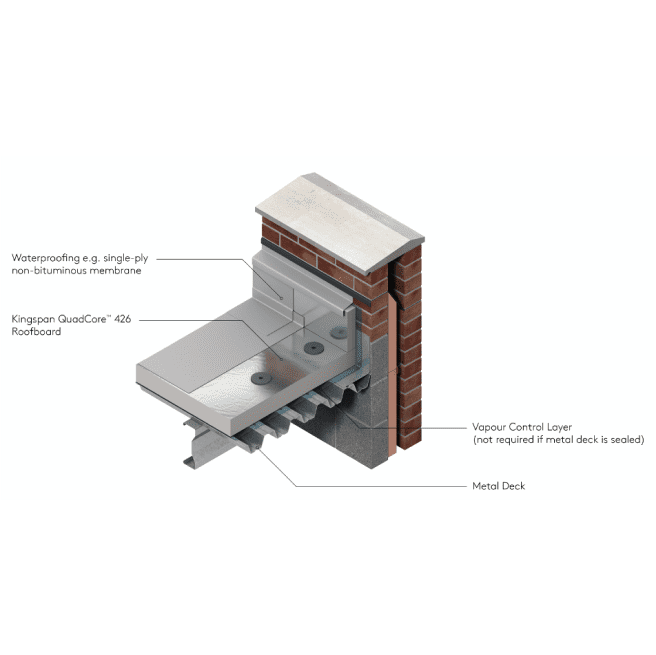 Waterproofing e.g. single-ply
non-bituminous membrane
Kingspan QuadCore™ 426
Roofboard
Vapour Control Layer
(not required if metal deck is sealed)
Metal Deck